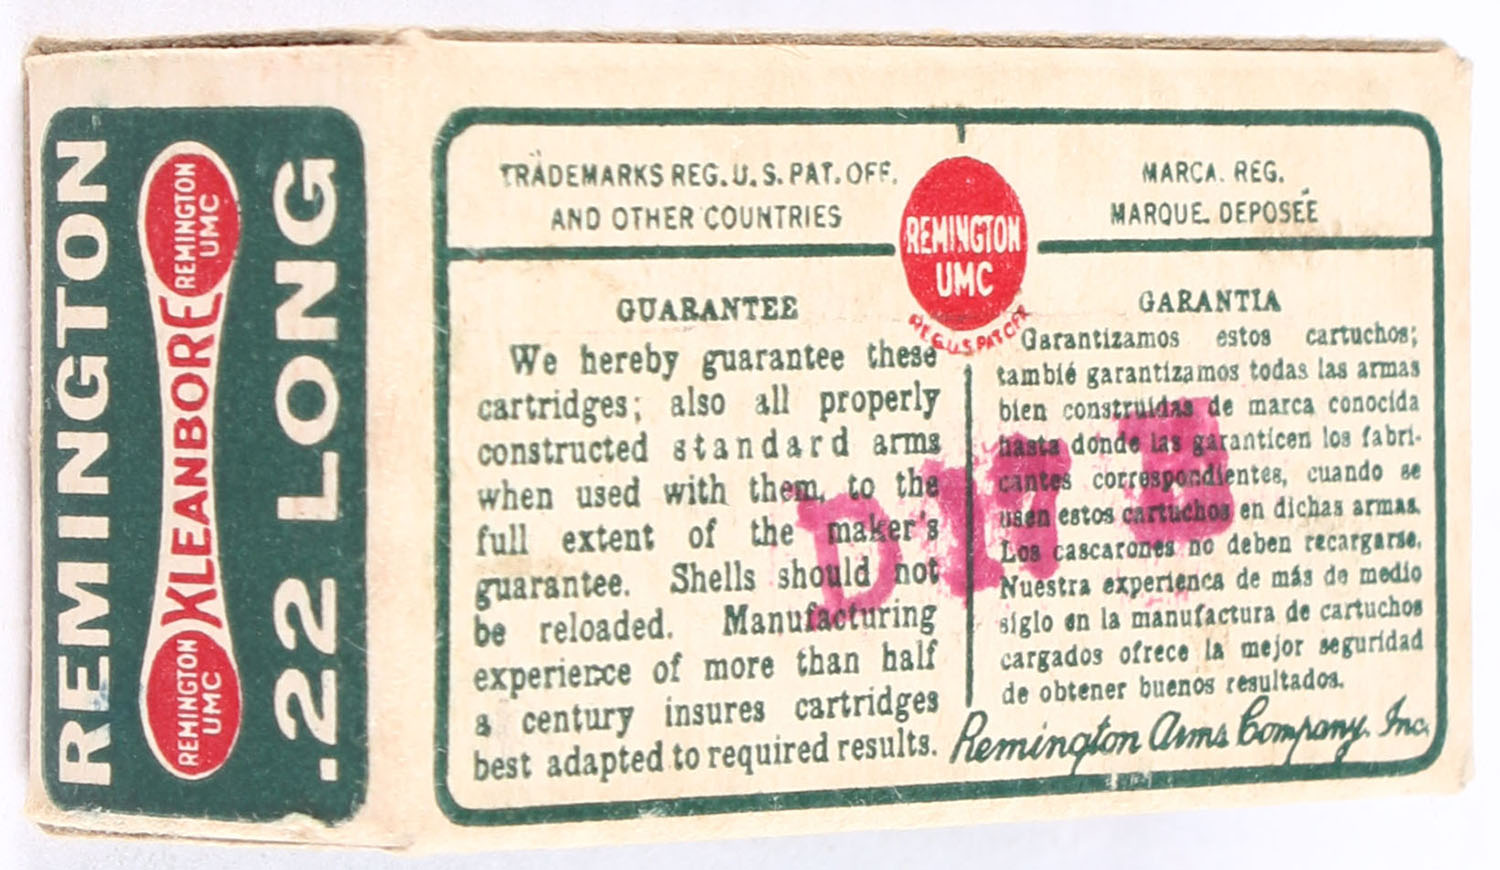 REMINGTON
REMINGTON
UMC
KLEANBORE
REMINGTON
UMC
.22 LONG
TRADEMARKS REG. U. S. PAT. OFF.
AND OTHER COUNTRIES
REMINGTON
UMC
REG. U.S. PAT. OFF.
MARCA. REG.
MARQUE. DEPOSÉE
GUARANTEE
We hereby guarantee these
cartridges; also all properly
constructed standard arms
when used with them, to the
full extent of the maker's
guarantee. Shells should not
be reloaded. Manufacturing
experience of more than half
a century insures cartridges
best adapted to required results.
GARANTIA
Garantizamos estos cartuchos;
tambié garantizamos todas las armas
bien construidas de marca conocida
hasta donde las garanticen los fabri-
cantes correspondientes, cuando se
usen estos cartuchos en dichas armas.
Los cascarones no deben recargarse.
Nuestra experienca de más de medio
siglo en la manufactura de cartuchos
cargados ofrece la mejor seguridad
de obtener buenos resultados.
Remington Arms Company, Inc.